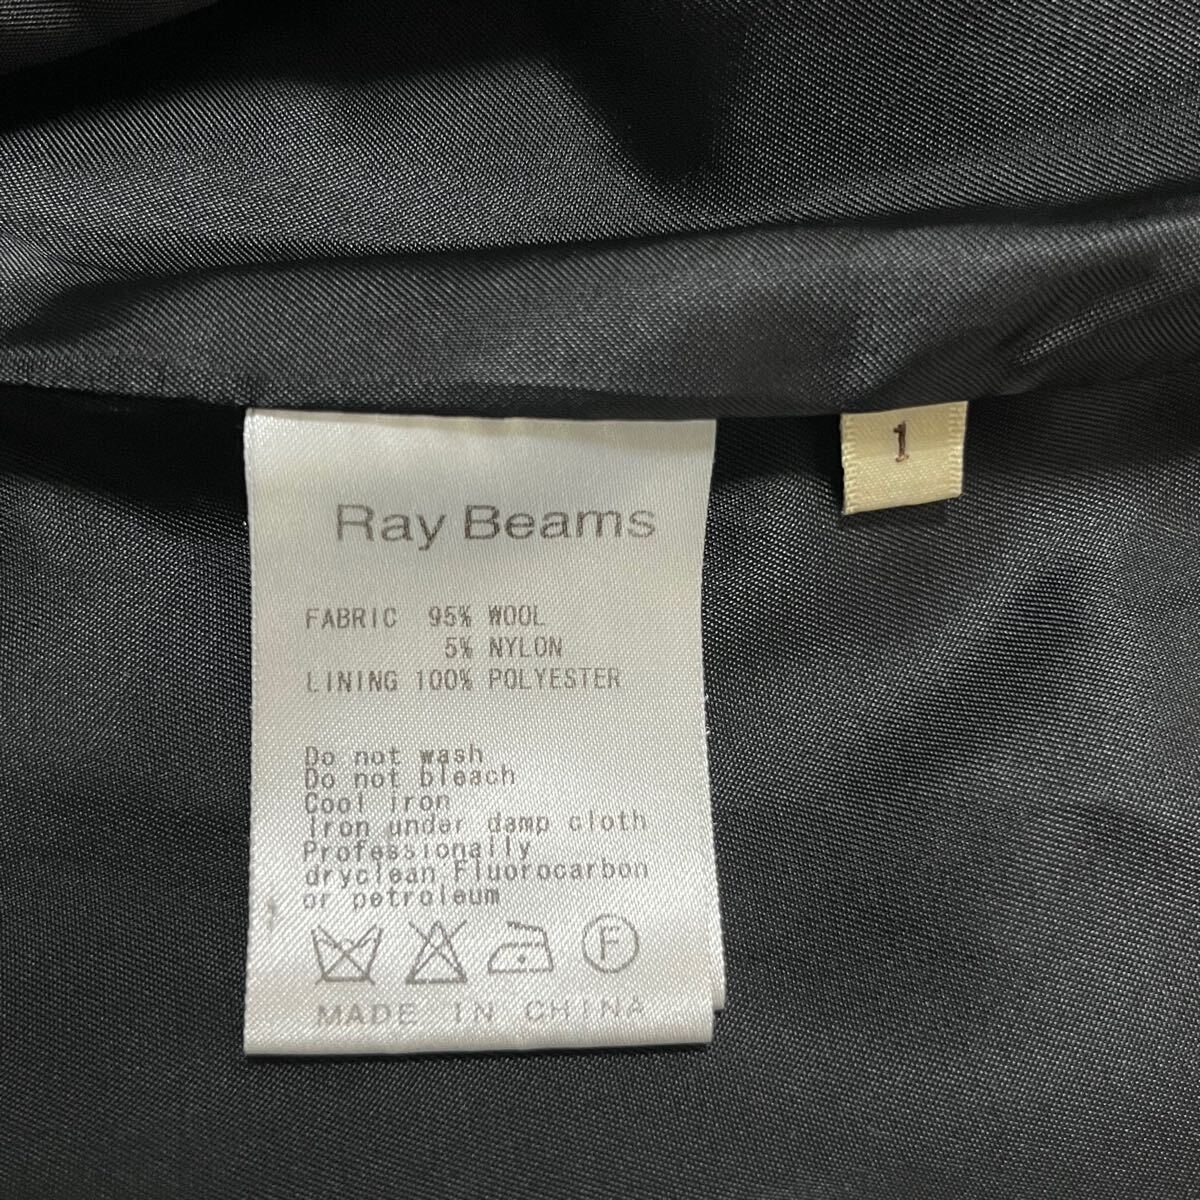 1
Ray Beams
FABRIC 95% WOOL
5% NYLON
LINING 100% POLYESTER
Do not wash
Do not bleach
Cool iron
Iron under damp cloth
Professionally
dryclean Fluorocarbon
or petroleum
F
MADE IN CHINA